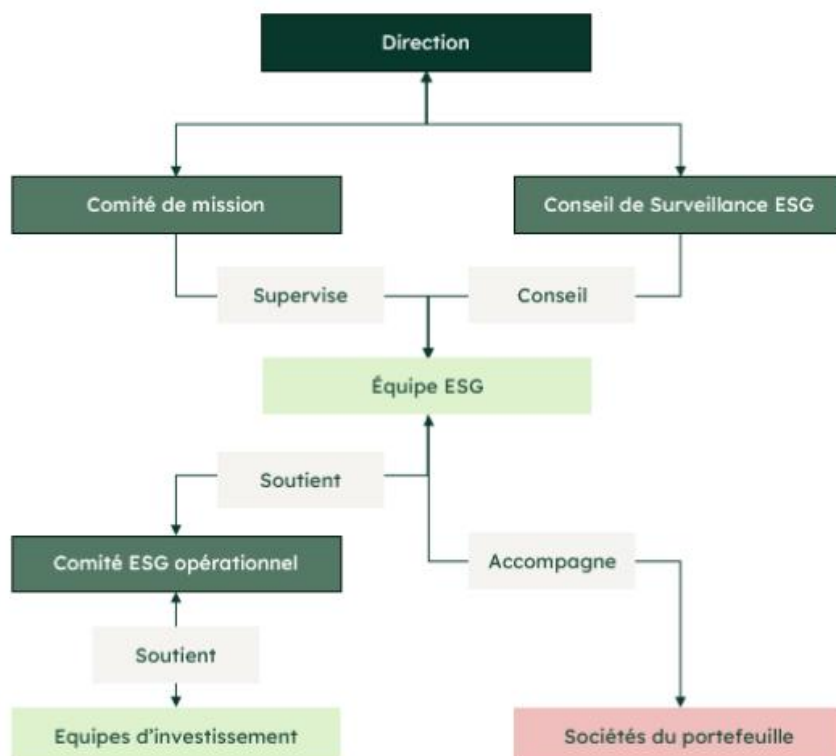 Direction
Comité de mission
Conseil de Surveillance ESG
Supervise
Conseil
Équipe ESG
Soutient
Comité ESG opérationnel
Accompagne
Soutient
Equipes d'investissement
Sociétés du portefeuille